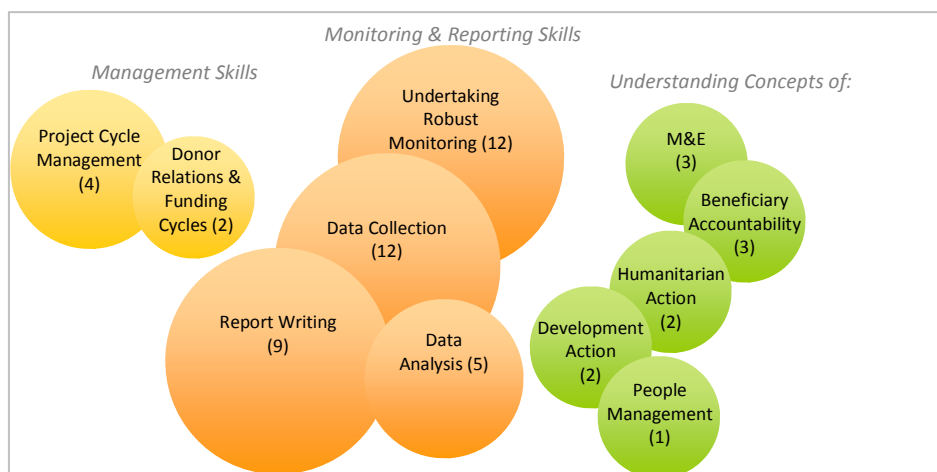 Monitoring & Reporting Skills
Management Skills
Understanding Concepts of:
Project Cycle
Management
(4)
Donor
Relations &
Funding
Cycles (2)
Undertaking
Robust
Monitoring (12)
Data Collection
(12)
Report Writing
(9)
Data
Analysis (5)
M&E
(3)
Beneficiary
Accountability
(3)
Humanitarian
Action
(2)
Development
Action
(2)
People
Management
(1)